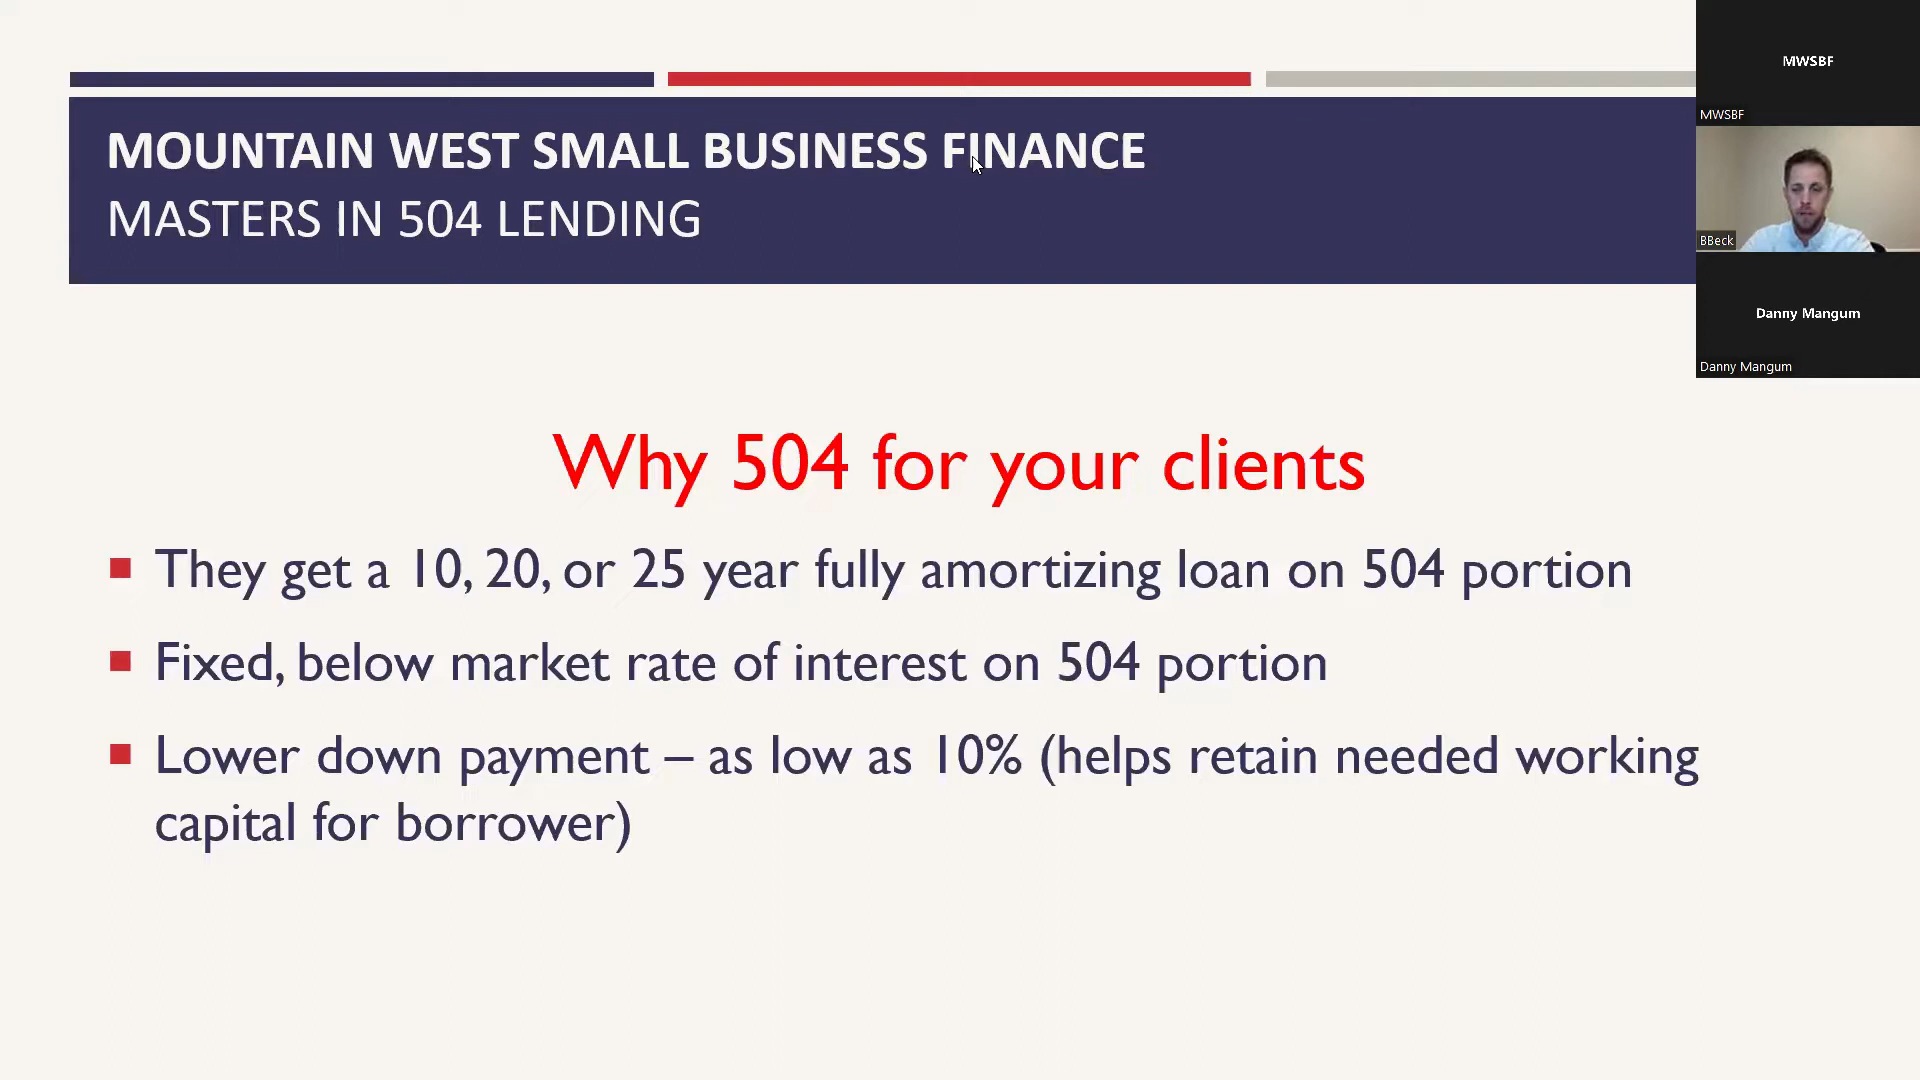 MOUNTAIN WEST SMALL BUSINESS FINANCE
MASTERS IN 504 LENDING
MWSBF
MWSBF
BBeck
Danny Mangum
Danny Mangum
Why 504 for your clients
They get a 10, 20, or 25 year fully amortizing loan on 504 portion
Fixed, below market rate of interest on 504 portion
Lower down payment – as low as 10% (helps retain needed working
capital for borrower)